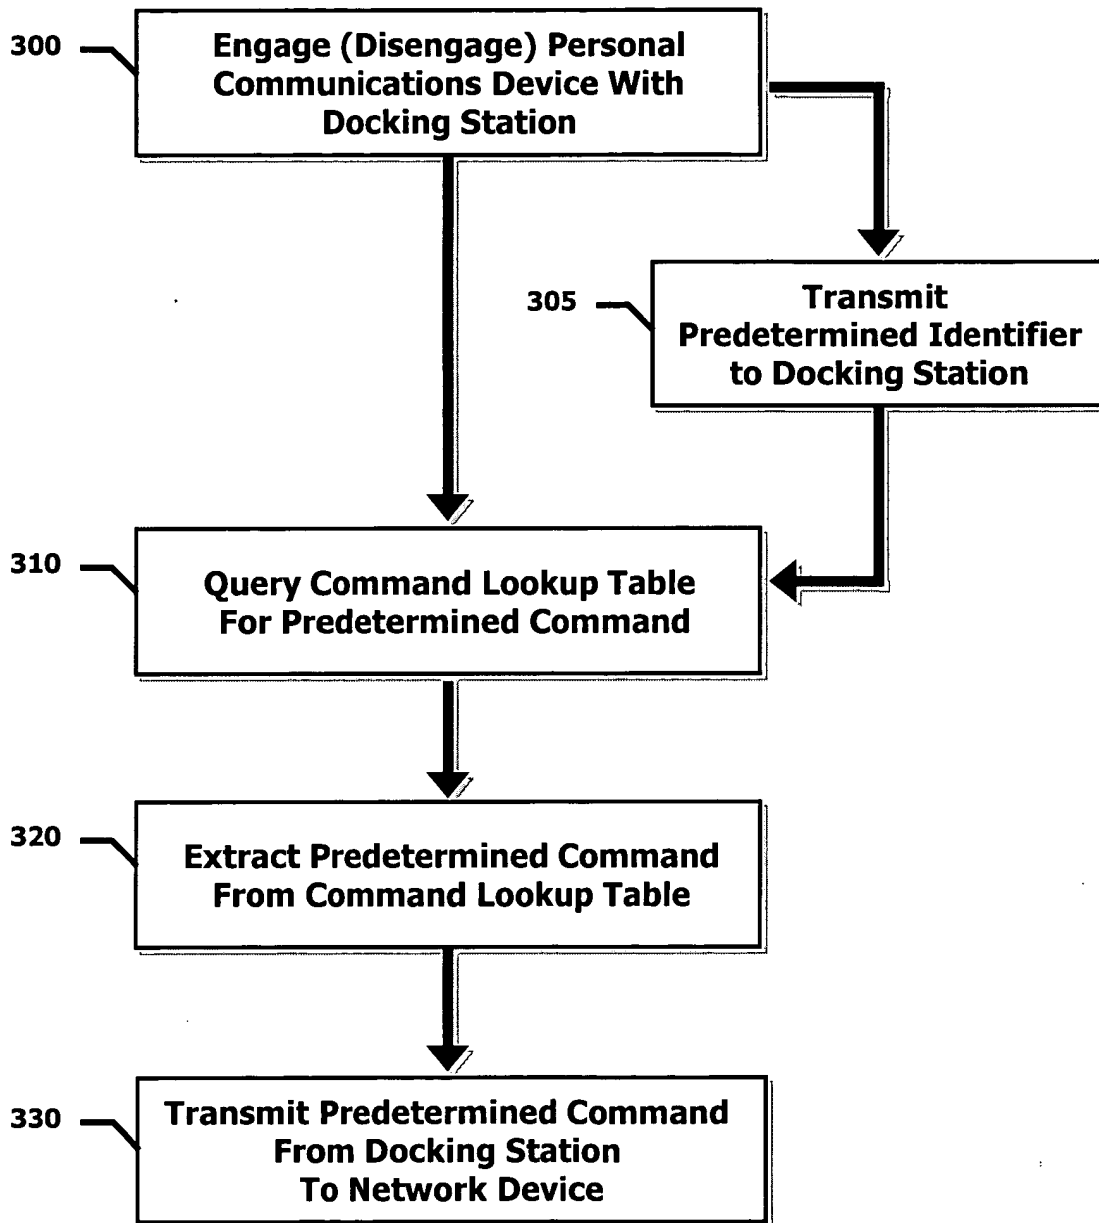 300
Engage (Disengage) Personal
Communications Device With
Docking Station
305
Transmit
Predetermined Identifier
to Docking Station
310
Query Command Lookup Table
For Predetermined Command
320
Extract Predetermined Command
From Command Lookup Table
330
Transmit Predetermined Command
From Docking Station
To Network Device